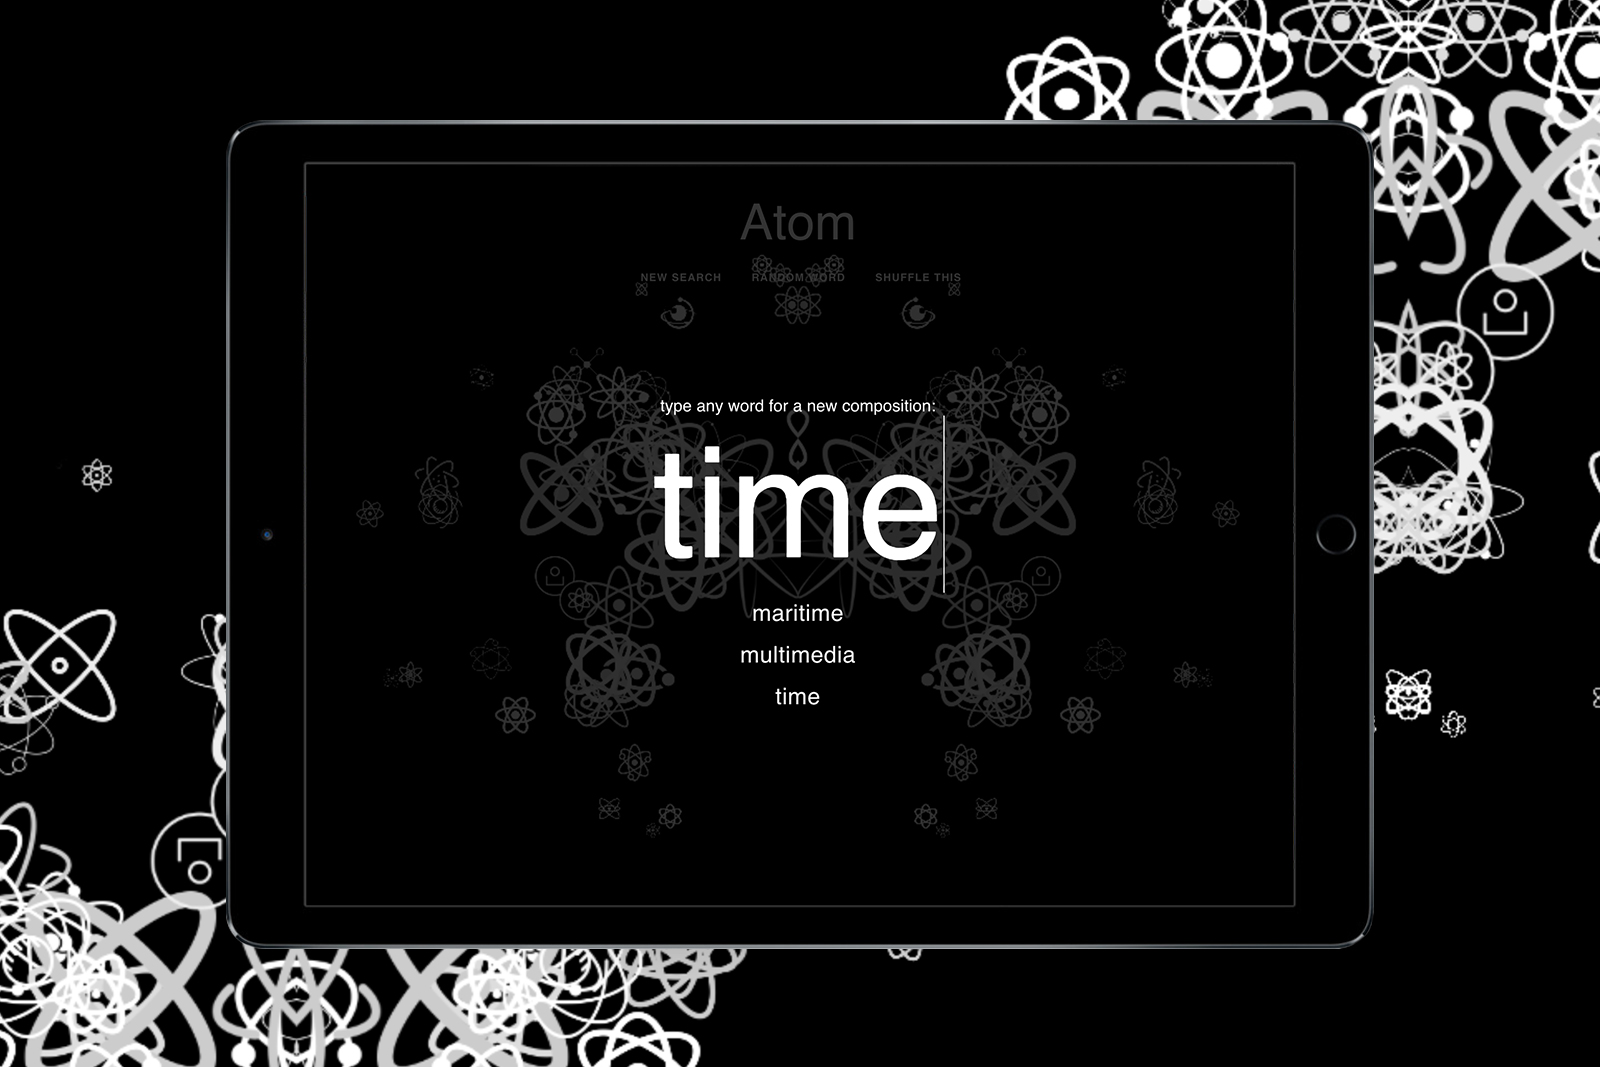 Atom
NEW SEARCH RANDOM WORD SHUFFLE THIS
type any word for a new composition:
time
maritime
multimedia
time